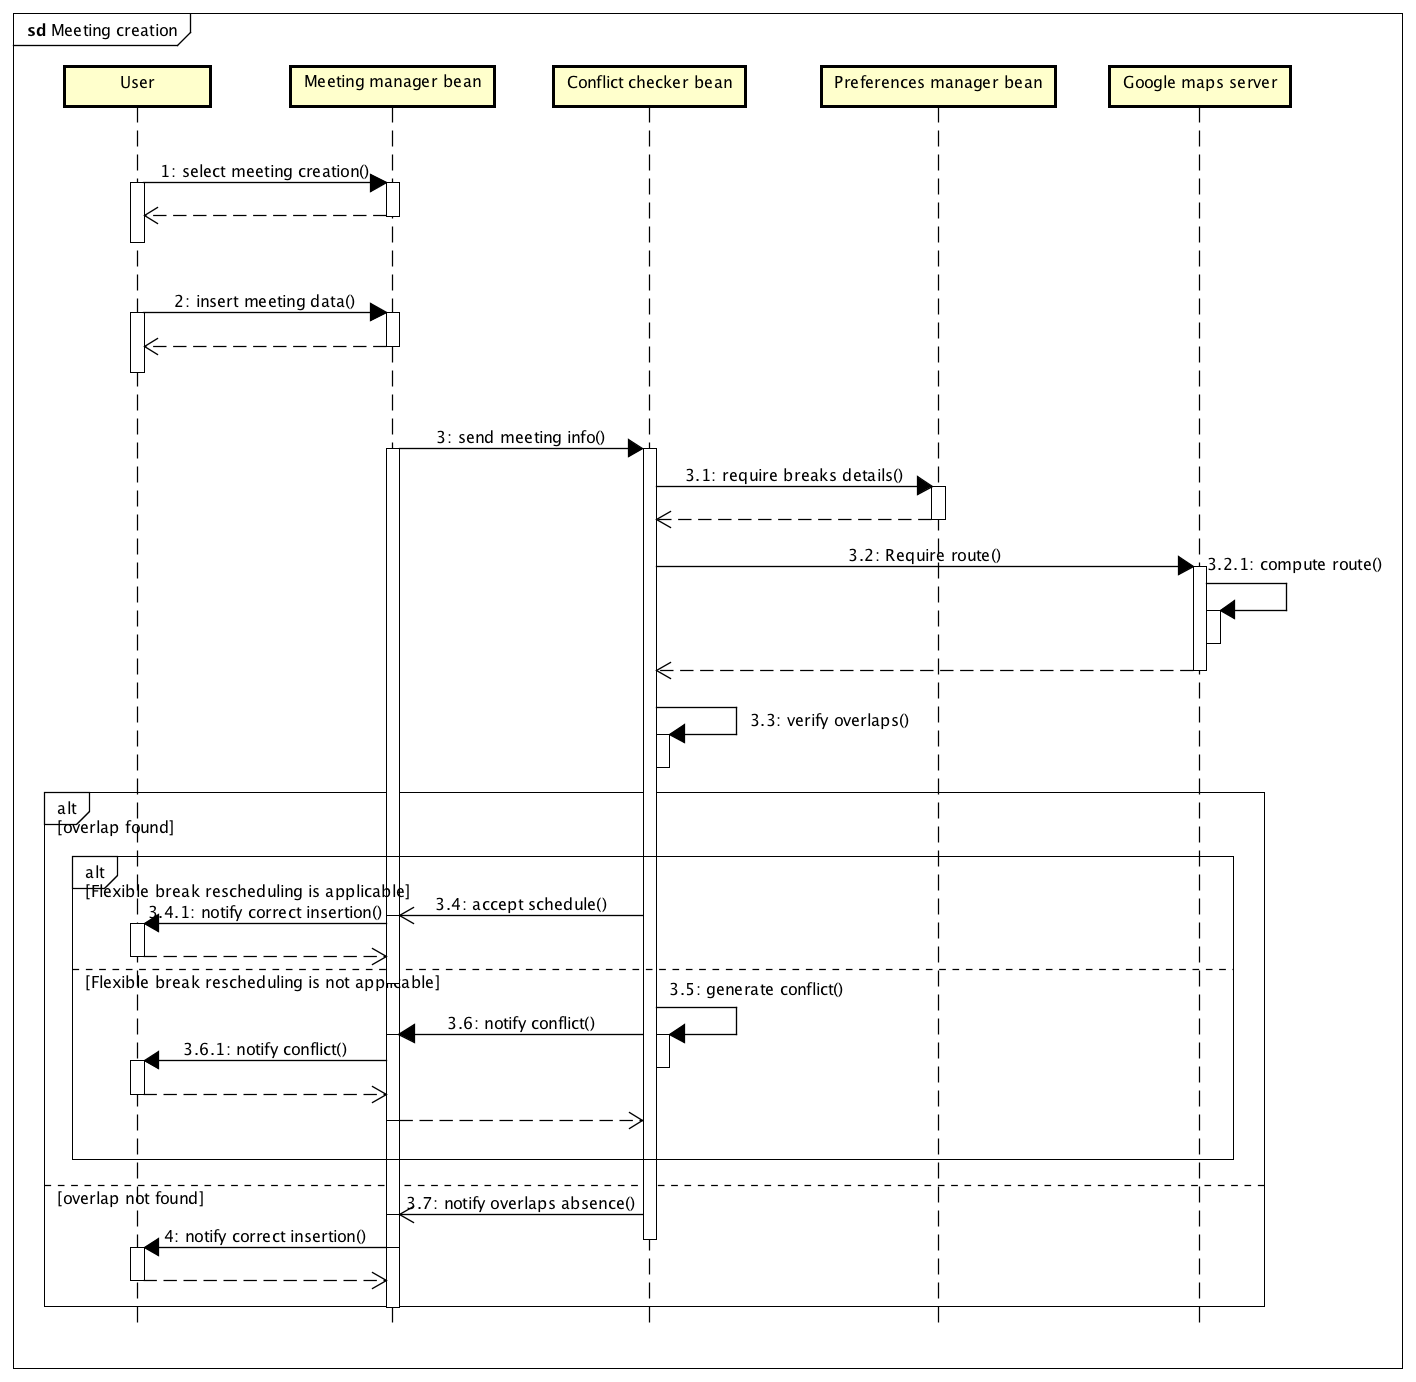 sd Meeting creation
User
Meeting manager bean
Conflict checker bean
Preferences manager bean
Google maps server
1: select meeting creation()
2: insert meeting data()
3: send meeting info()
3.1: require breaks details()
3.2: Require route()
3.2.1: compute route()
3.3: verify overlaps()
alt
[overlap found]
alt
[Flexible break rescheduling is applicable]
3.4: accept schedule()
3.4.1: notify correct insertion()
[Flexible break rescheduling is not applicable]
3.5: generate conflict()
3.6: notify conflict()
3.6.1: notify conflict()
[overlap not found]
3.7: notify overlaps absence()
4: notify correct insertion()